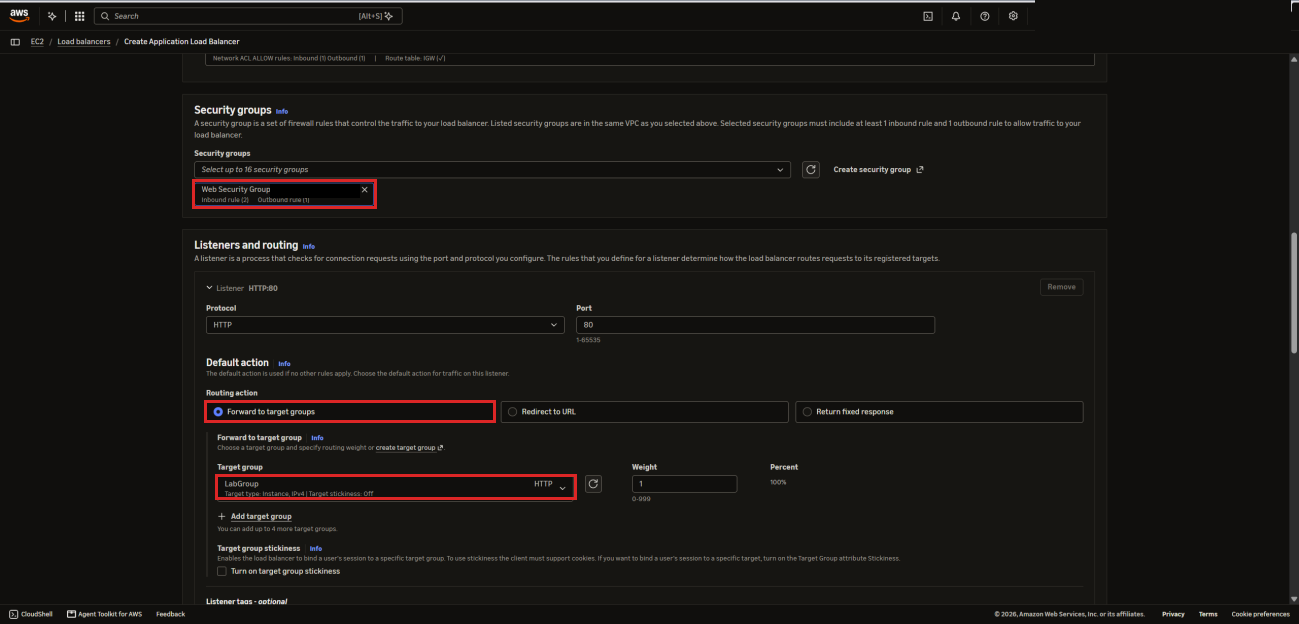 aws
Search [Alt+S]
EC2 / Load balancers / Create Application Load Balancer
Network ACL ALLOW rules: Inbound (1) Outbound (1) | Route table: IGW (✓)
Security groups Info
A security group is a set of firewall rules that control the traffic to your load balancer. Listed security groups are in the same VPC as you selected above. Selected security groups must include at least 1 inbound rule and 1 outbound rule to allow traffic to your
load balancer.
Security groups
Select up to 16 security groups
Create security group
Web Security Group
Inbound rule (2) Outbound rule (1)
Listeners and routing Info
A listener is a process that checks for connection requests using the port and protocol you configure. The rules that you define for a listener determine how the load balancer routes requests to its registered targets.
Listener HTTP:80
Remove
Protocol Port
HTTP 80
1-65535
Default action Info
The default action is used if no other rules apply. Choose the default action for traffic on this listener.
Routing action
Forward to target groups Redirect to URL Return fixed response
Forward to target group Info
Choose a target group and specify routing weight or create target group.
Target group Weight Percent
LabGroup HTTP 1 100%
Target type: Instance, IPv4 | Target stickiness: Off
0-999
+ Add target group
You can add up to 4 more target groups.
Target group stickiness Info
Enables the load balancer to bind a user's session to a specific target group. To use stickiness the client must support cookies. If you want to bind a user's session to a specific target, turn on the Target Group attribute Stickiness.
Turn on target group stickiness
Listener tags - optional
CloudShell Agent Toolkit for AWS Feedback © 2026, Amazon Web Services, Inc. or its affiliates. Privacy Terms Cookie preferences